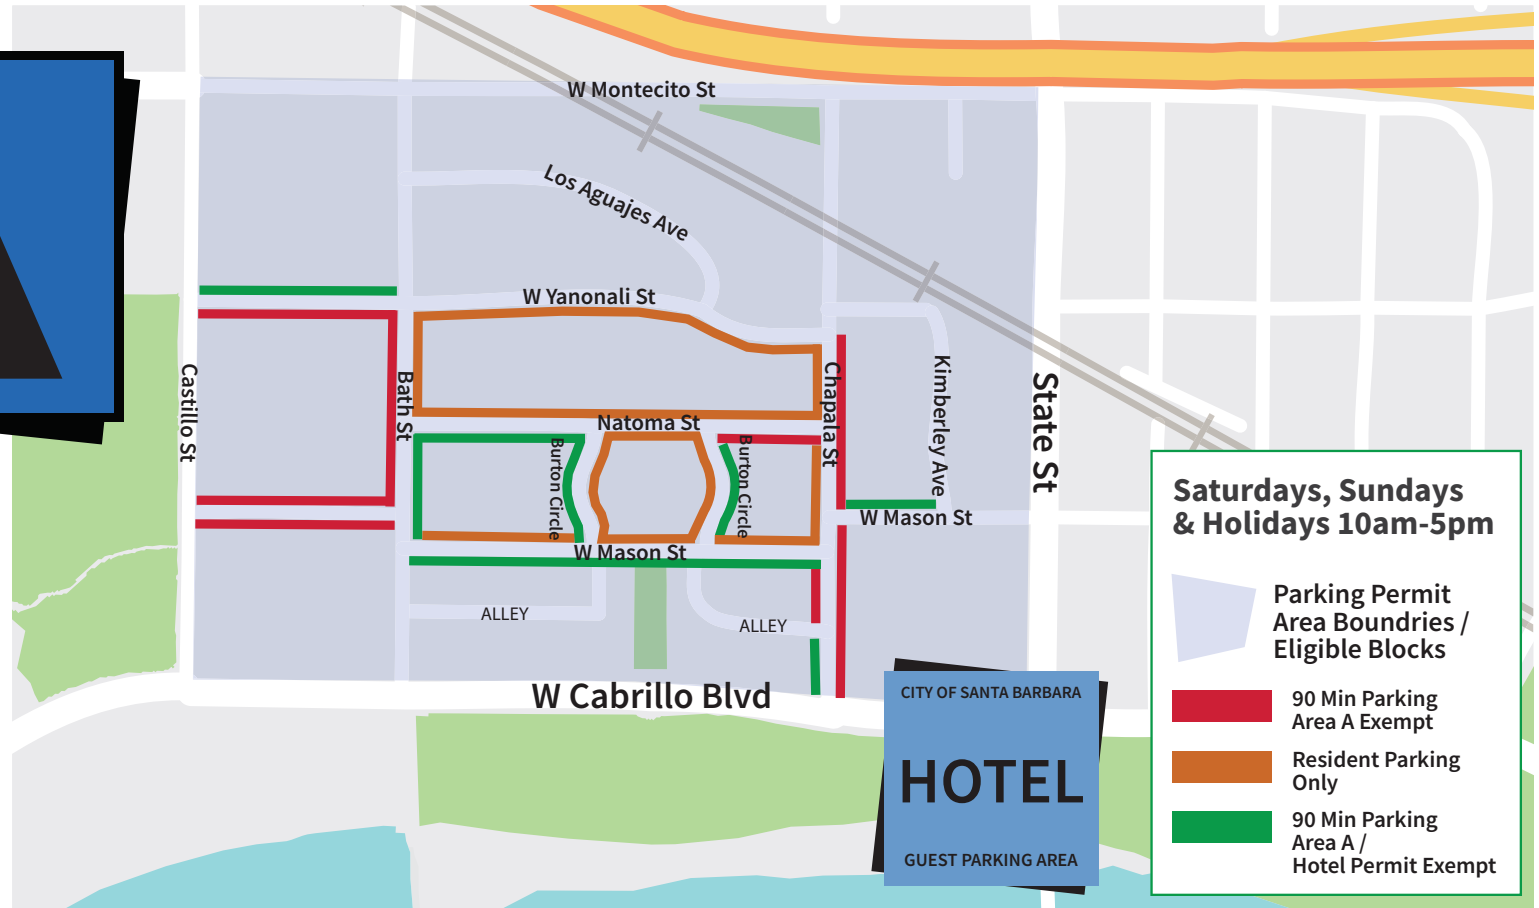 W Montecito St
Los Aguajes Ave
W Yanonali St
Castillo St
Bath St
Chapala St
Kimberley Ave
State St
Natoma St
Burton Circle
Burton Circle
W Mason St
W Mason St
ALLEY
ALLEY
W Cabrillo Blvd
CITY OF SANTA BARBARA
HOTEL
GUEST PARKING AREA
Saturdays, Sundays
& Holidays 10am-5pm
Parking Permit
Area Boundries /
Eligible Blocks
90 Min Parking
Area A Exempt
Resident Parking
Only
90 Min Parking
Area A /
Hotel Permit Exempt